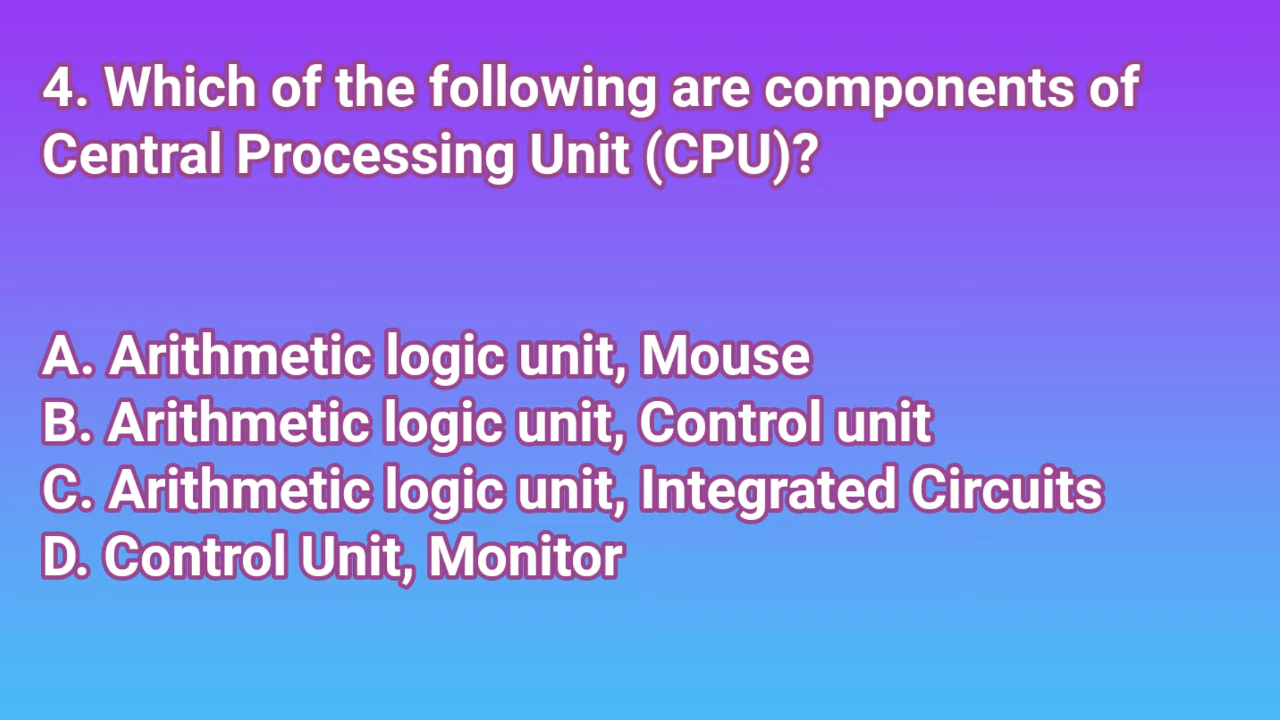 4. Which of the following are components of
Central Processing Unit (CPU)?
A. Arithmetic logic unit, Mouse
B. Arithmetic logic unit, Control unit
C. Arithmetic logic unit, Integrated Circuits
D. Control Unit, Monitor